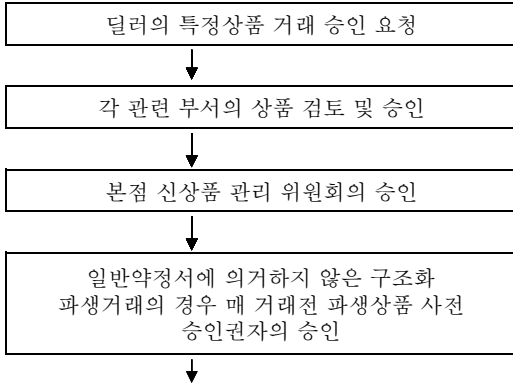 딜러의 특정상품 거래 승인 요청
각 관련 부서의 상품 검토 및 승인
본점 신상품 관리 위원회의 승인
일반약정서에 의거하지 않은 구조화
파생거래의 경우 매 거래전 파생상품 사전
승인권자의 승인